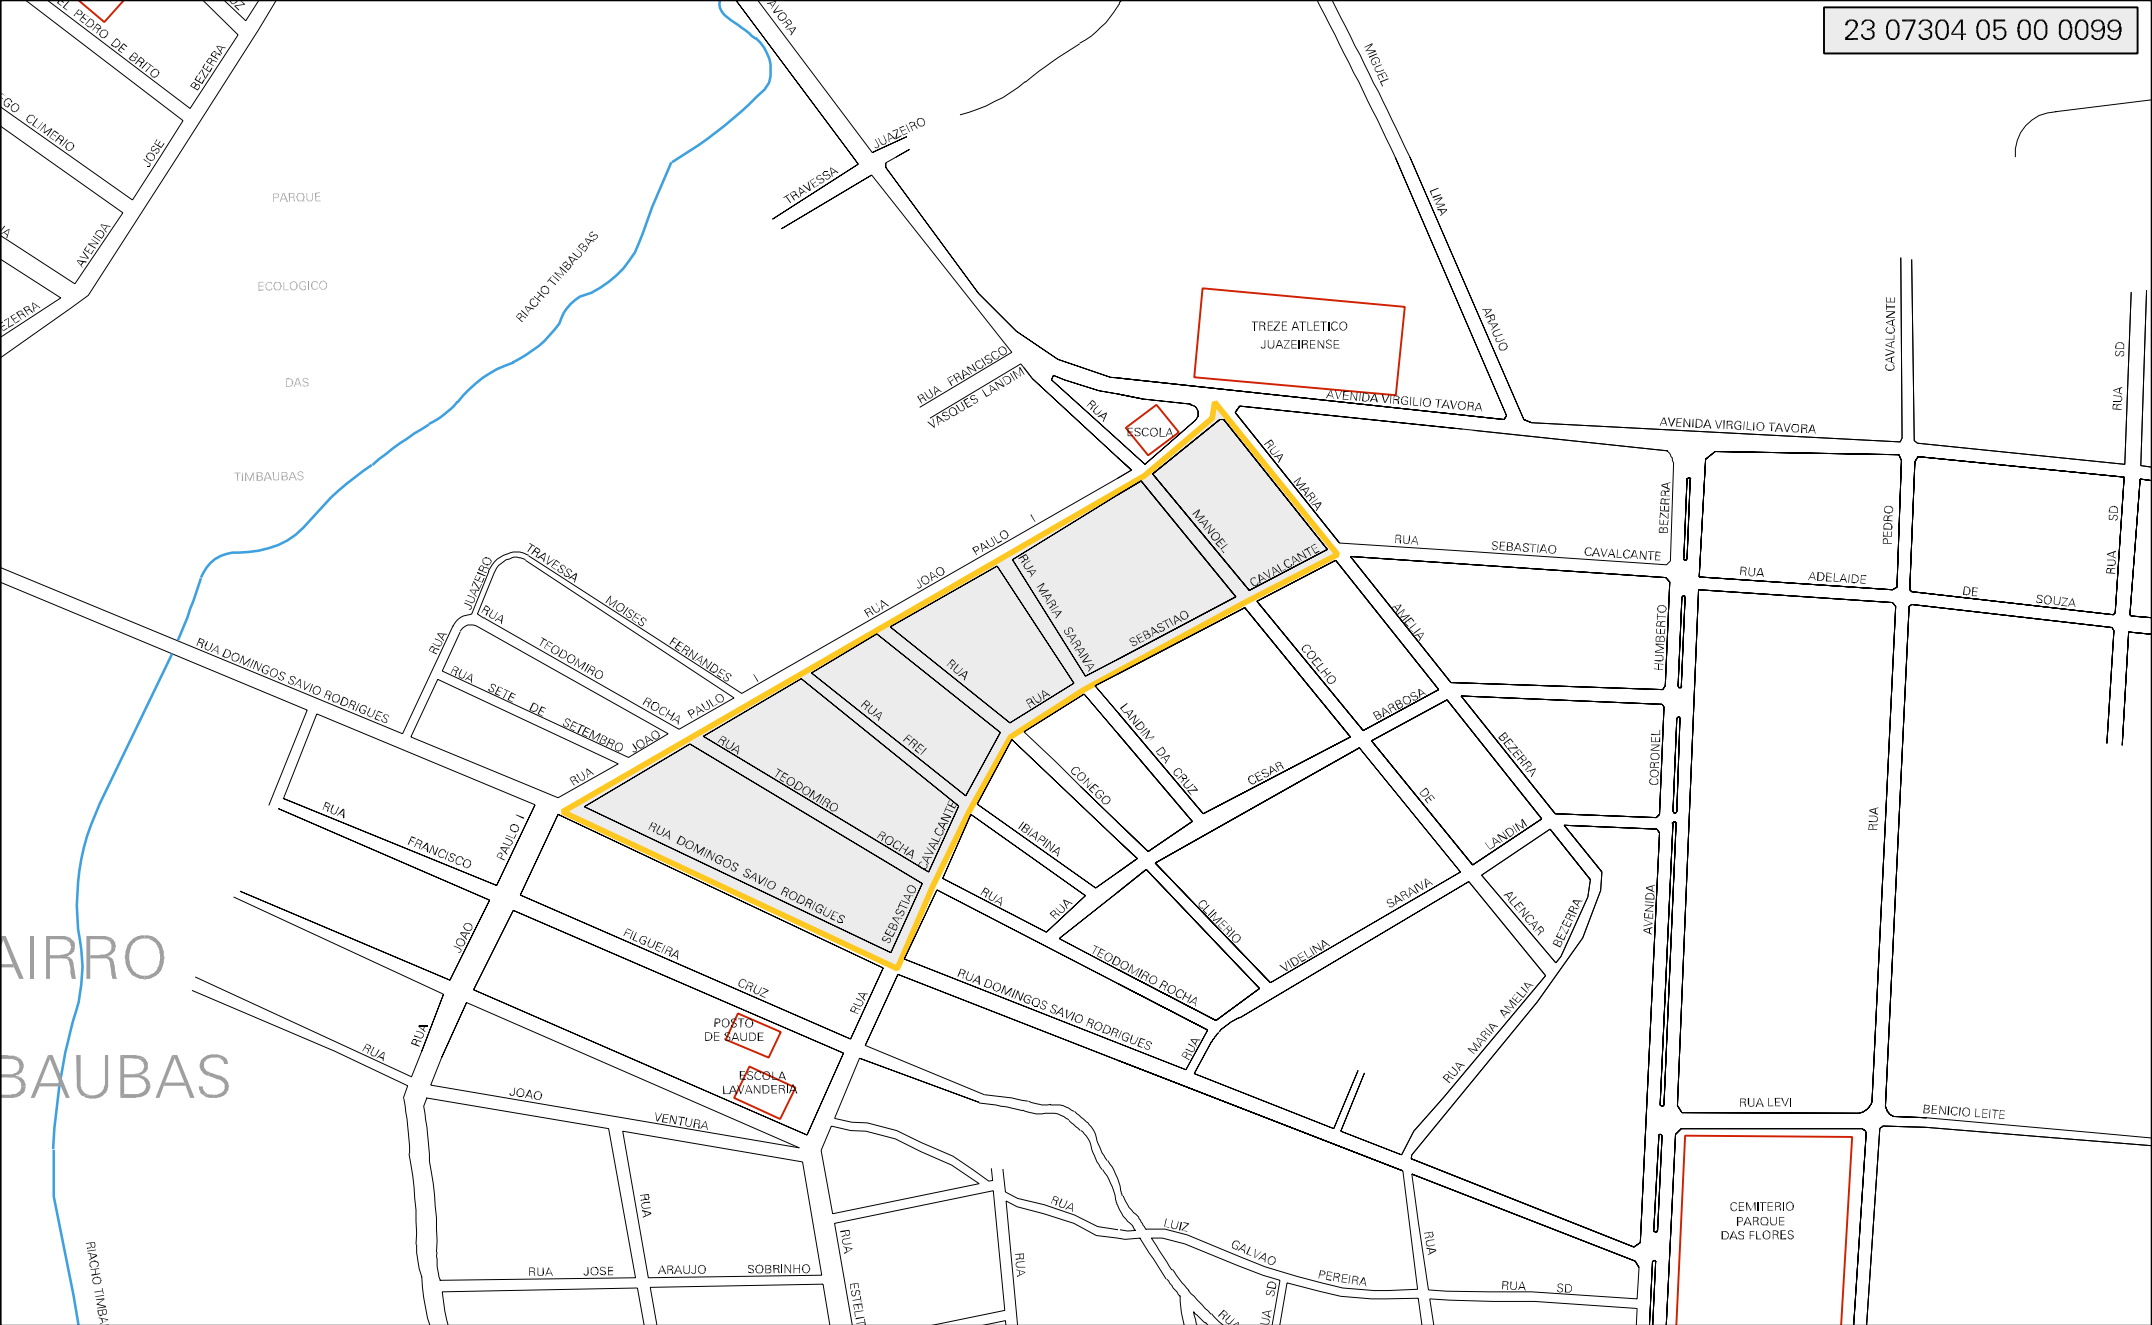 23 07304 05 00 0099
PEDRO DE BRITO
BEZERRA
CLIMERIO
JOSE
AVENIDA
PARQUE
ECOLOGICO
DAS
TIMBAUBAS
RIACHO TIMBAUBAS
JUAZEIRO
TRAVESSA
MIGUEL
LIMA
ARAUJO
RUA FRANCISCO
VASQUES LANDIM
TREZE ATLETICO
JUAZEIRENSE
AVENIDA VIRGILIO TAVORA
AVENIDA VIRGILIO TAVORA
RUA
ESCOLA
RUA
MARIA
AMELIA
BEZERRA
CAVALCANTE
PEDRO
RUA
RUA SD
RUA SD
RUA SEBASTIAO CAVALCANTE
RUA ADELAIDE DE SOUZA
BEZERRA
HUMBERTO
CORONEL
AVENIDA
RUA JOAO PAULO I
MANOEL
CAVALCANTE
SEBASTIAO
RUA
RUA MARIA SARAIVA
LANDIM DA CRUZ
COELHO
DE
ALENCAR
BEZERRA
BARBOSA
CESAR
LANDIM
SARAIVA
VIDELINA
RUA
CONEGO
CLIMERIO
RUA
FREI
IBIAPINA
RUA
TRAVESSA MOISES FERNANDES
JUAZEIRO
RUA
RUA TEODOMIRO ROCHA
RUA SETE DE SETEMBRO
RUA JOAO PAULO I
RUA DOMINGOS SAVIO RODRIGUES
RUA TEODOMIRO ROCHA
RUA DOMINGOS SAVIO RODRIGUES
CAVALCANTE
SEBASTIAO
RUA
RUA
TEODOMIRO ROCHA
RUA DOMINGOS SAVIO RODRIGUES
RUA
RUA MARIA AMELIA
RUA
FRANCISCO
FILGUEIRA
CRUZ
PAULO I
JOAO
RUA
AIRRO
BAUBAS
RUA
JOAO
VENTURA
POSTO
DE SAUDE
ESCOLA
LAVANDERIA
RUA
RUA JOSE ARAUJO SOBRINHO
RUA
RUA
RUA LUIZ GALVAO PEREIRA
RUA
RUA SD
RUA
RUA LEVI
BENICIO LEITE
CEMITERIO
PARQUE
DAS FLORES